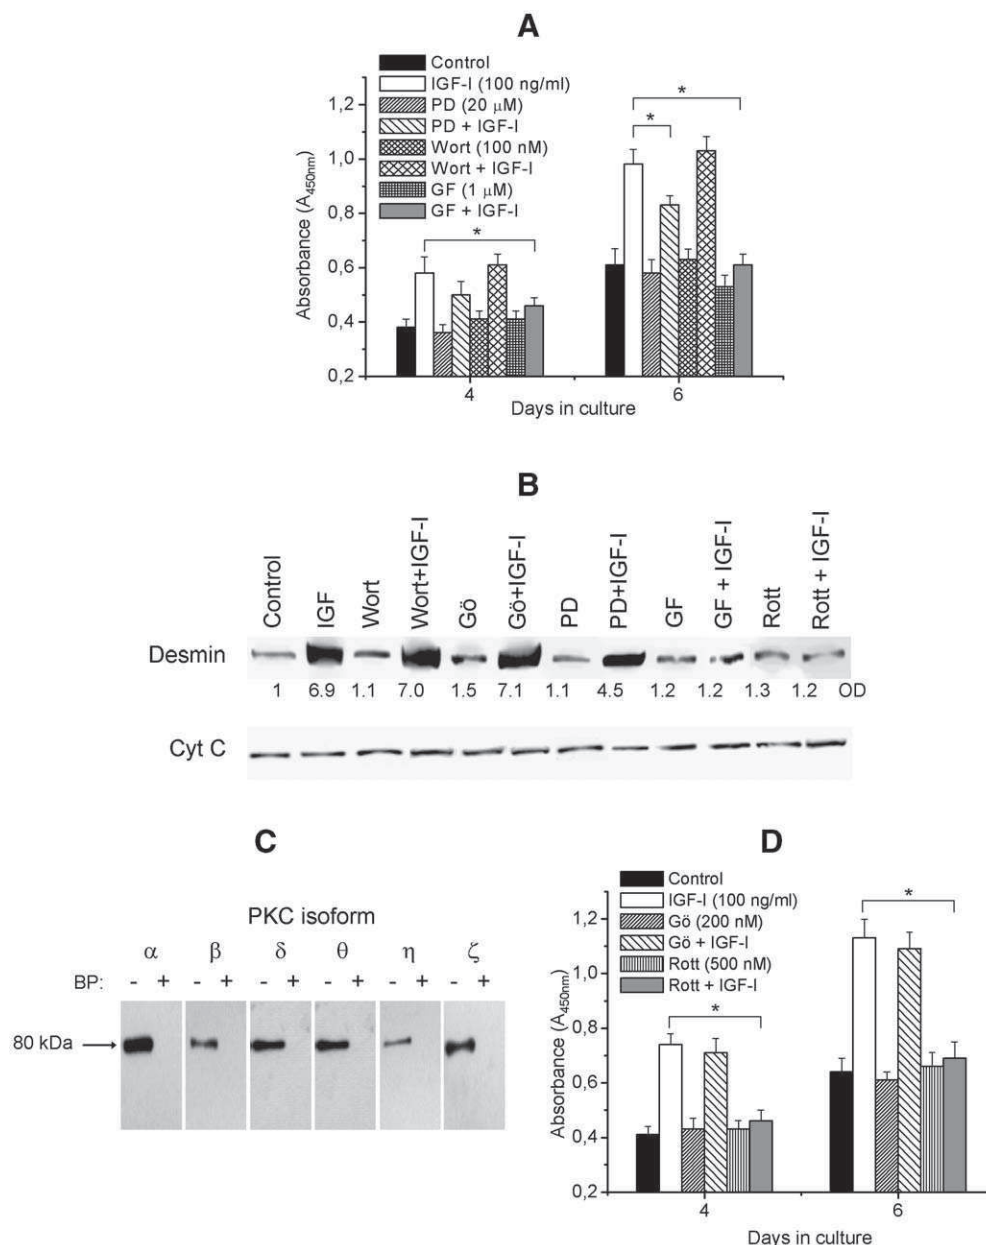 A
Control
IGF-I (100 ng/ml)
PD (20 μM)
PD + IGF-I
Wort (100 nM)
Wort + IGF-I
GF (1 μM)
GF + IGF-I
Absorbance (A450nm)
1,2
1,0
0,8
0,6
0,4
0,2
*
*
*
4
6
Days in culture
B
Control
IGF
Wort
Wort+IGF-I
Gö
Gö+IGF-I
PD
PD+IGF-I
GF
GF + IGF-I
Rott
Rott + IGF-I
Desmin
1 6.9 1.1 7.0 1.5 7.1 1.1 4.5 1.2 1.2 1.3 1.2 OD
Cyt C
C
PKC isoform
α β δ θ η ζ
BP: - + - + - + - + - + - +
80 kDa
D
Control
IGF-I (100 ng/ml)
Gö (200 nM)
Gö + IGF-I
Rott (500 nM)
Rott + IGF-I
Absorbance (A450nm)
1,2
1,0
0,8
0,6
0,4
0,2
*
*
4
6
Days in culture